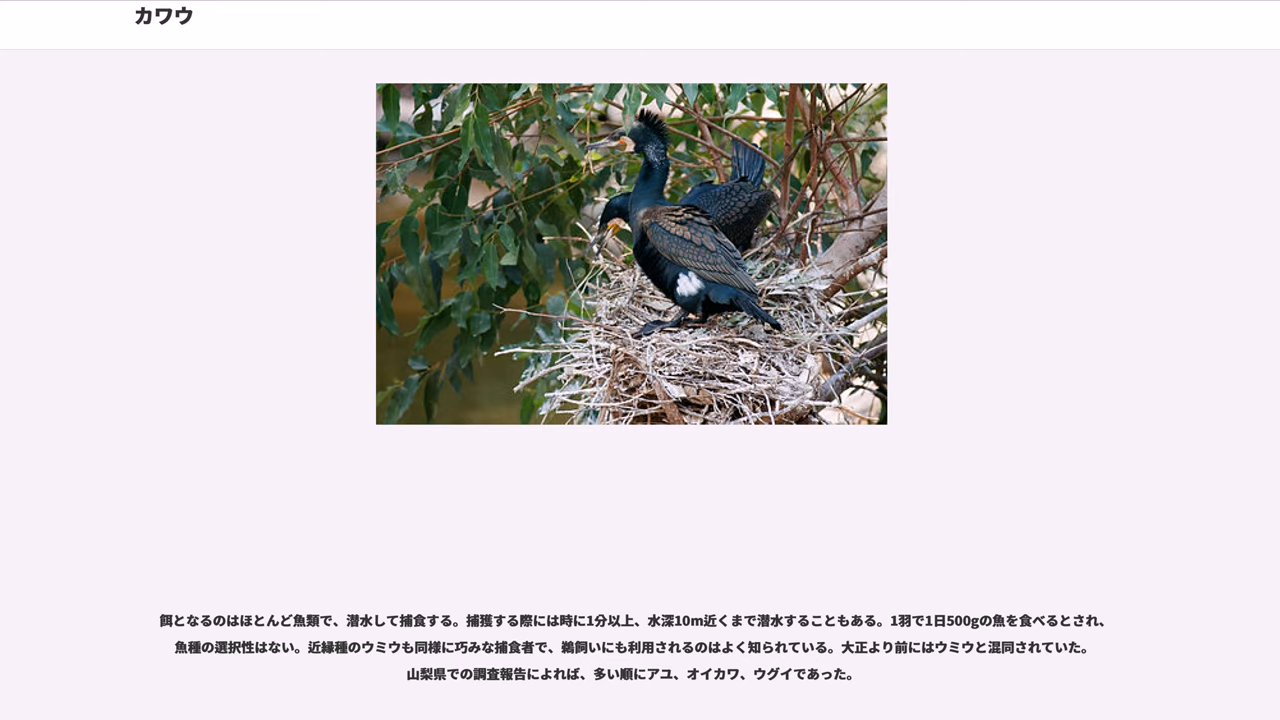 カワウ
餌となるのはほとんど魚類で、潜水して捕食する。捕獲する際には時に1分以上、水深10m近くまで潜水することもある。1羽で1日500gの魚を食べるとされ、
魚種の選択性はない。近縁種のウミウも同様に巧みな捕食者で、鵜飼いにも利用されるのはよく知られている。大正より前にはウミウと混同されていた。
山梨県での調査報告によれば、多い順にアユ、オイカワ、ウグイであった。